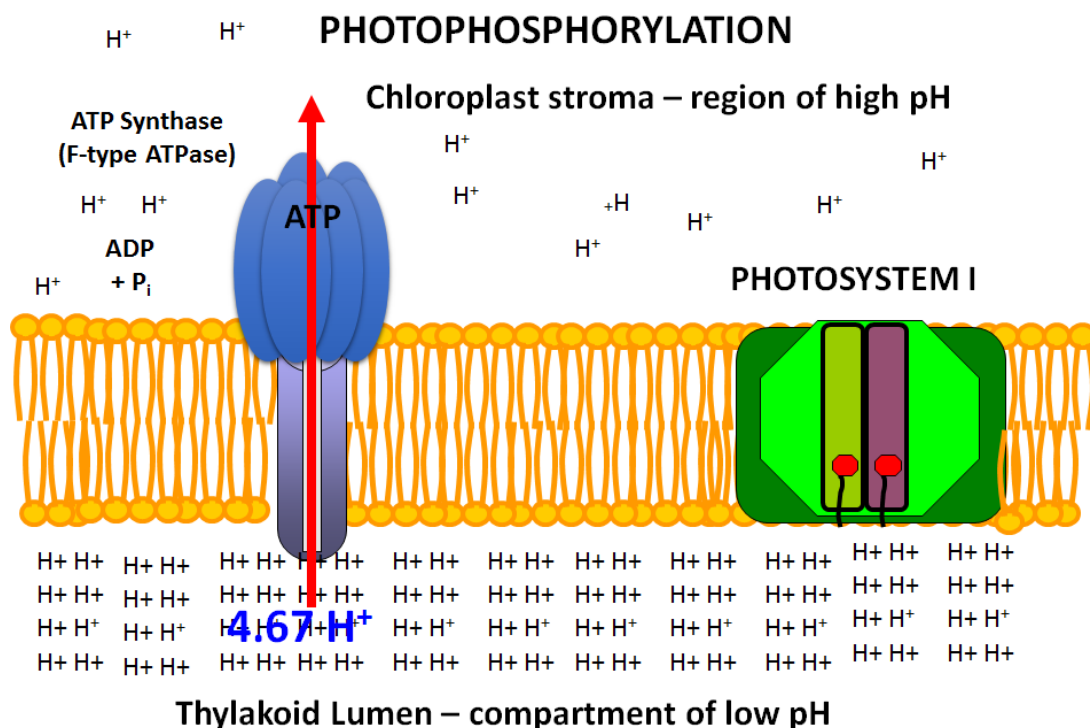 H⁺ H⁺ PHOTOPHOSPHORYLATION
Chloroplast stroma – region of high pH
ATP Synthase
(F-type ATPase)
H⁺ H⁺
H⁺ H⁺ H⁺ ₊H H⁺
ATP H⁺
ADP H⁺
+ Pᵢ
H⁺ PHOTOSYSTEM I
H+ H+ H+ H+ H+ H+ H+ H+ H+ H+ H+ H+ H+ H+ H+ H+ H+ H+ H+ H+ H+ H+
H+ H+ H+ H+ H+ H+ H+ H+ H+ H+ H+ H+ H+ H+ H+ H+ H+ H+ H+ H+ H+ H+
H+ H⁺ H+ H⁺ H+ H⁺ H+ H⁺ H+ H⁺ H+ H⁺ H+ H⁺ H+ H⁺ H+ H⁺ H+ H⁺ H+ H⁺
4.67 H⁺
H+ H+ H+ H+ H+ H+ H+ H+ H+ H+ H+ H+ H+ H+ H+ H+ H+ H+ H+ H+ H+ H+
Thylakoid Lumen – compartment of low pH